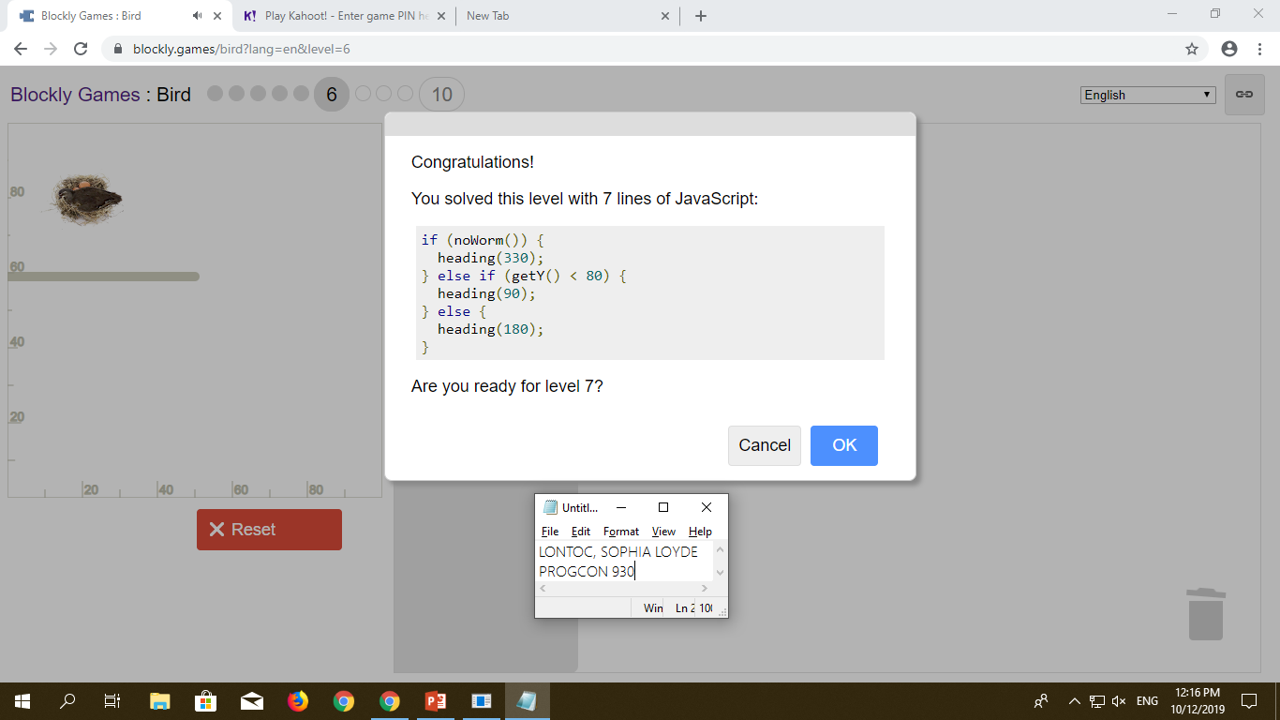 Blockly Games : Bird
Play Kahoot! - Enter game PIN he
New Tab
blockly.games/bird?lang=en&level=6
Blockly Games : Bird 6 10
English
Congratulations!
You solved this level with 7 lines of JavaScript:
if (noWorm()) {
heading(330);
} else if (getY() < 80) {
heading(90);
} else {
heading(180);
}
Are you ready for level 7?
Cancel OK
80
60
40
20
20 40 60 80
Reset
Untitl...
File Edit Format View Help
LONTOC, SOPHIA LOYDE
PROGCON 930
Win Ln 2 100
ENG
12:16 PM
10/12/2019